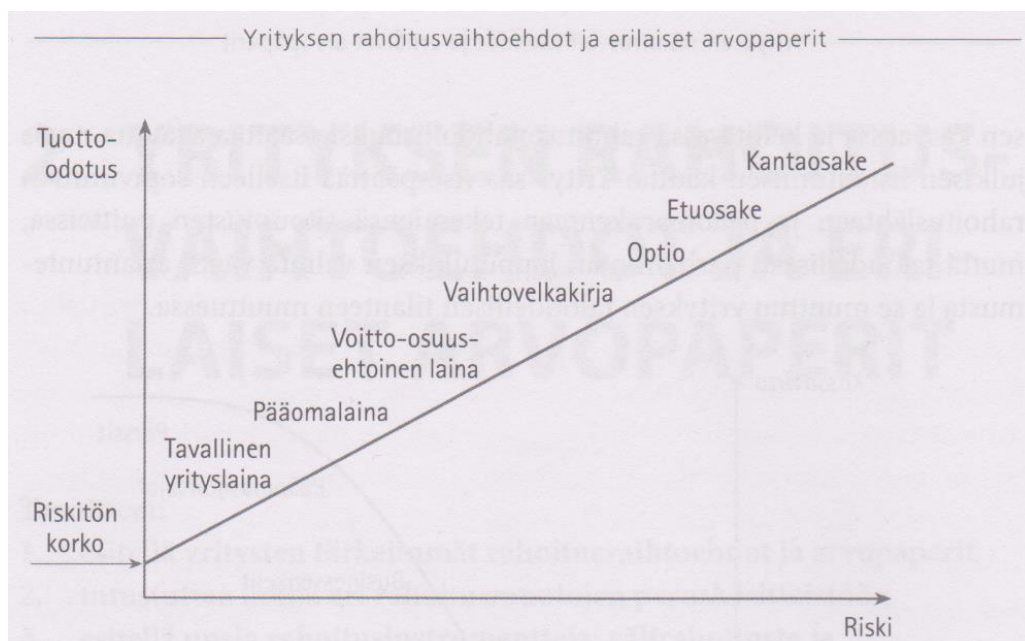 Yrityksen rahoitusvaihtoehdot ja erilaiset arvopaperit
Tuotto-
odotus
Kantaosake
Etuosake
Optio
Vaihtovelkakirja
Voitto-osuus-
ehtoinen laina
Pääomalaina
Tavallinen
yrityslaina
Riskitön
korko
Riski